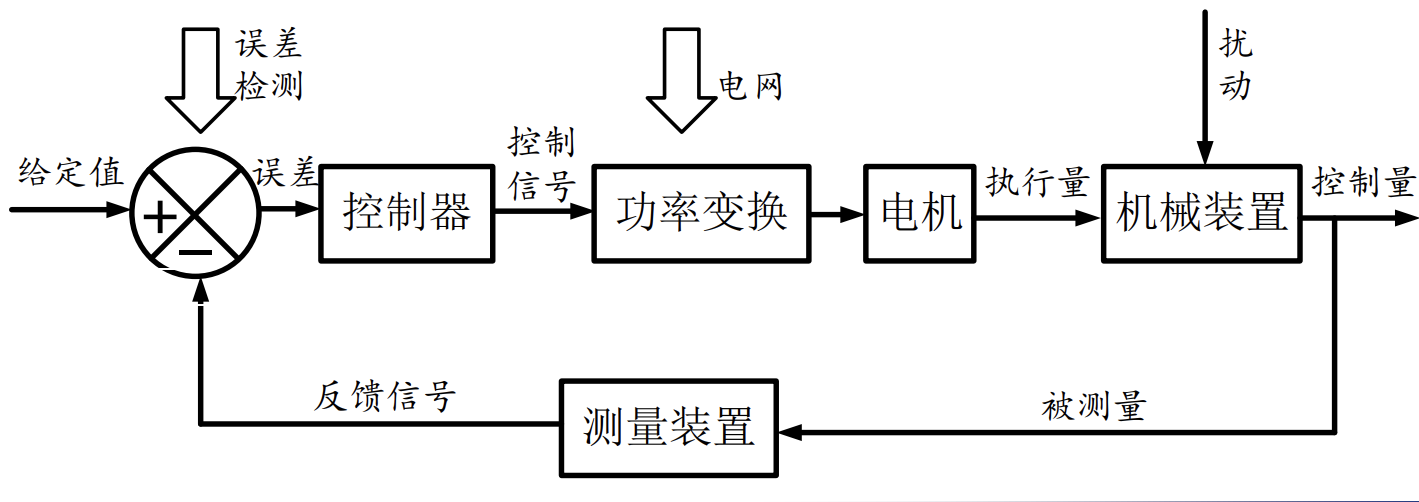 误差
检测
电网
扰
动
给定值
误差
控制
信号
执行量
控制量
+
−
控制器
功率变换
电机
机械装置
反馈信号
测量装置
被测量